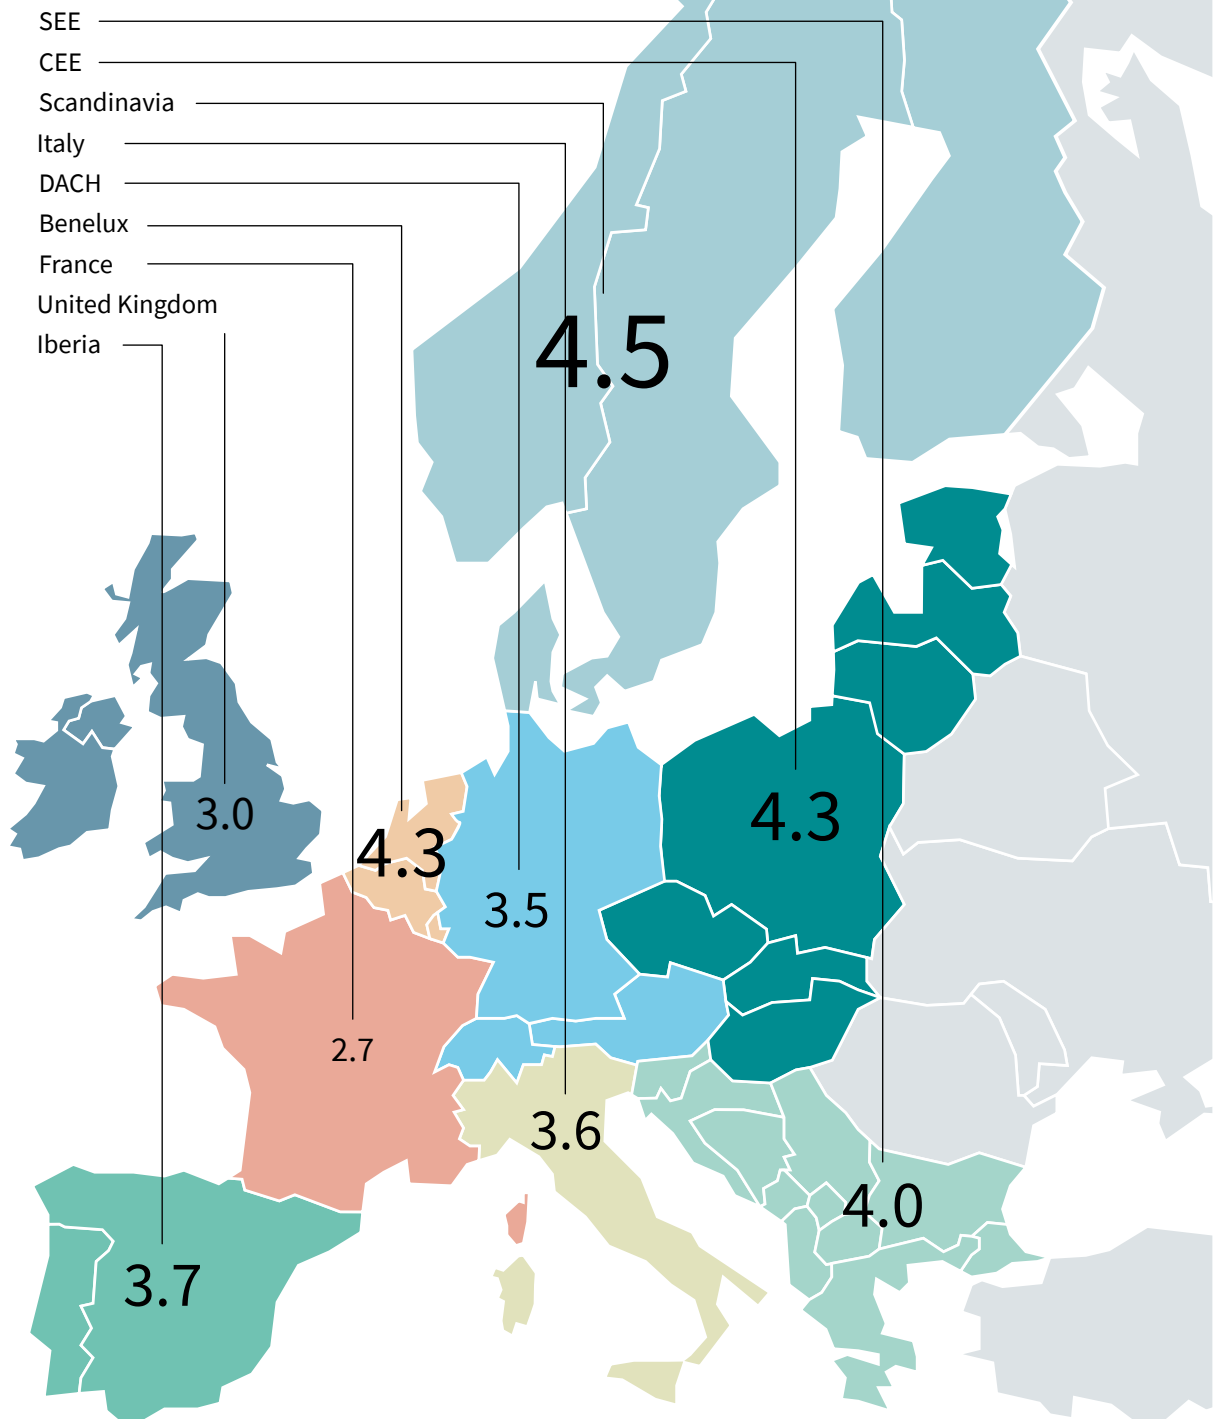 SEE
CEE
Scandinavia
Italy
DACH
Benelux
France
United Kingdom
Iberia
4.5
3.0
4.3
4.3
3.5
2.7
3.6
4.0
3.7